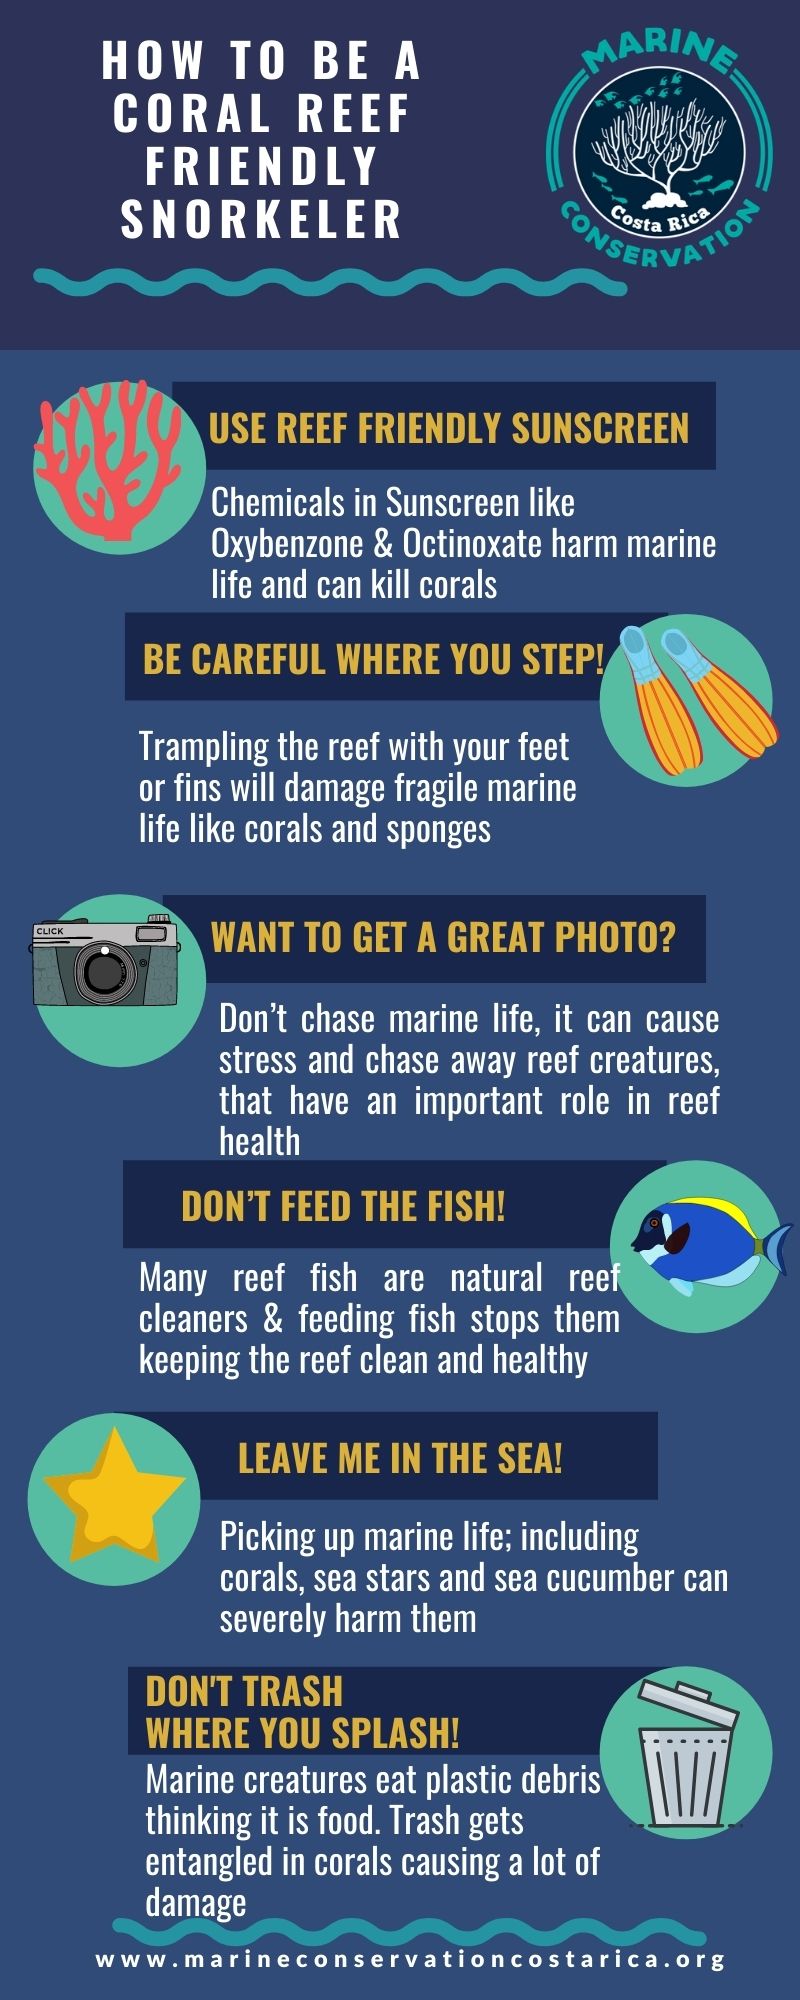 HOW TO BE A
CORAL REEF
FRIENDLY
SNORKELER
MARINE
Costa Rica
CONSERVATION
USE REEF FRIENDLY SUNSCREEN
Chemicals in Sunscreen like
Oxybenzone & Octinoxate harm marine
life and can kill corals
BE CAREFUL WHERE YOU STEP!
Trampling the reef with your feet
or fins will damage fragile marine
life like corals and sponges
CLICK
WANT TO GET A GREAT PHOTO?
Don’t chase marine life, it can cause
stress and chase away reef creatures,
that have an important role in reef
health
DON’T FEED THE FISH!
Many reef fish are natural reef
cleaners & feeding fish stops them
keeping the reef clean and healthy
LEAVE ME IN THE SEA!
Picking up marine life; including
corals, sea stars and sea cucumber can
severely harm them
DON'T TRASH
WHERE YOU SPLASH!
Marine creatures eat plastic debris
thinking it is food. Trash gets
entangled in corals causing a lot of
damage
www.marineconservationcostarica.org